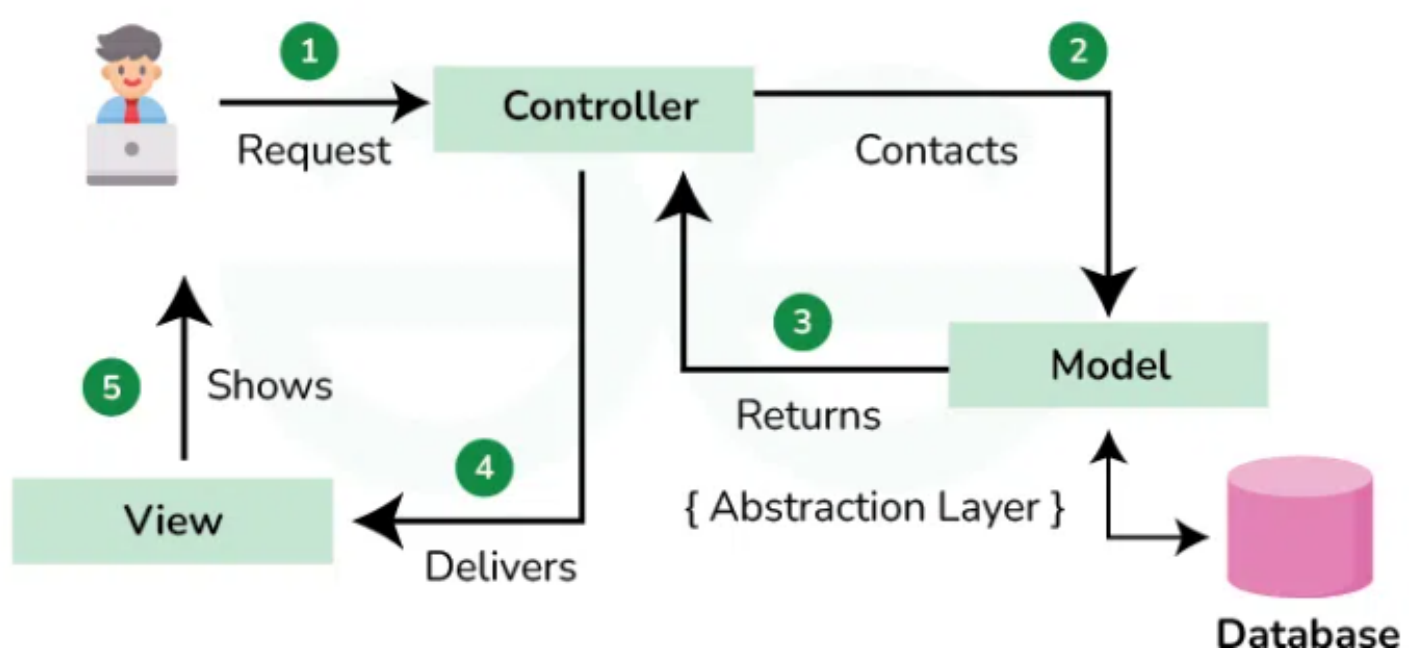 1
2
Controller
Request
Contacts
3
Model
5
Shows
Returns
4
View
{ Abstraction Layer }
Delivers
Database